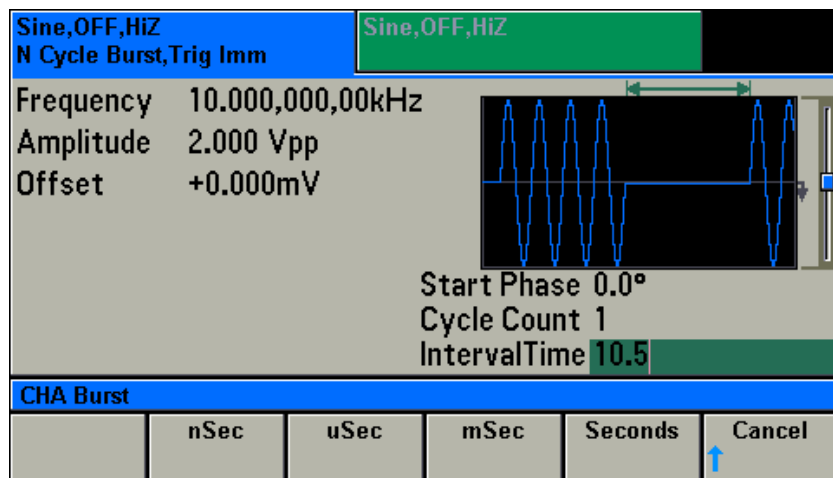 Sine,OFF,HiZ
N Cycle Burst,Trig Imm
Sine,OFF,HiZ
Frequency 10.000,000,00kHz
Amplitude 2.000 Vpp
Offset +0.000mV
Start Phase 0.0°
Cycle Count 1
IntervalTime 10.5
CHA Burst
nSec uSec mSec Seconds Cancel